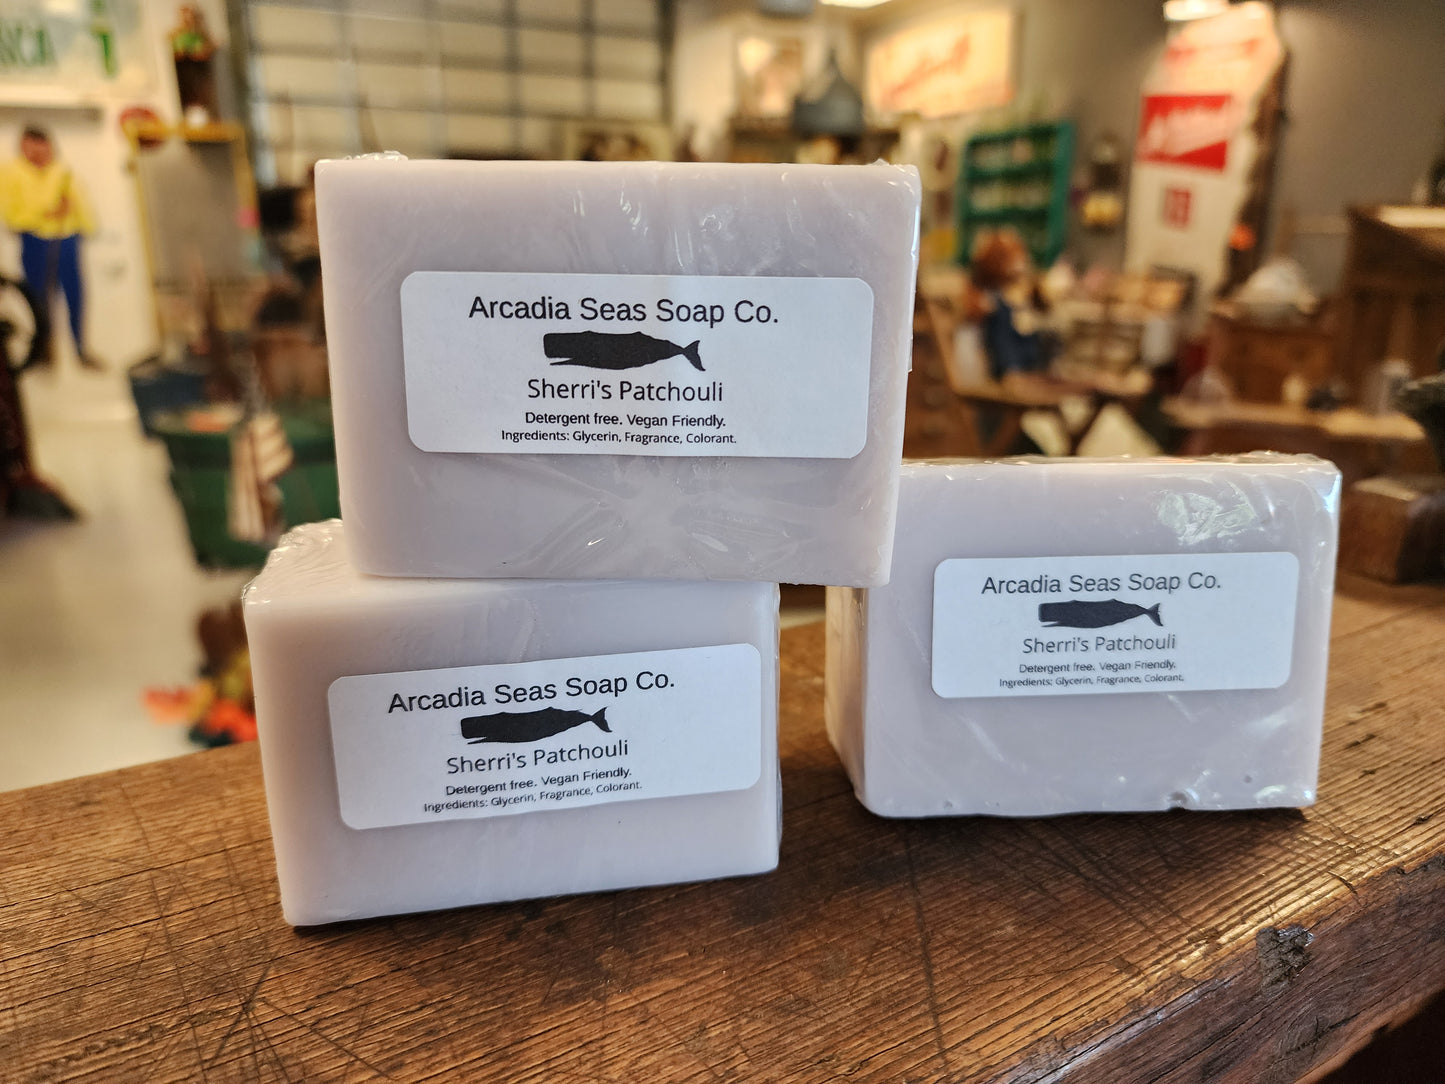 Arcadia Seas Soap Co.
Sherri's Patchouli
Detergent free. Vegan Friendly.
Ingredients: Glycerin, Fragrance, Colorant.
Arcadia Seas Soap Co.
Sherri's Patchouli
Detergent free. Vegan Friendly.
Ingredients: Glycerin, Fragrance, Colorant.
Arcadia Seas Soap Co.
Sherri's Patchouli
Detergent free. Vegan Friendly.
Ingredients: Glycerin, Fragrance, Colorant.